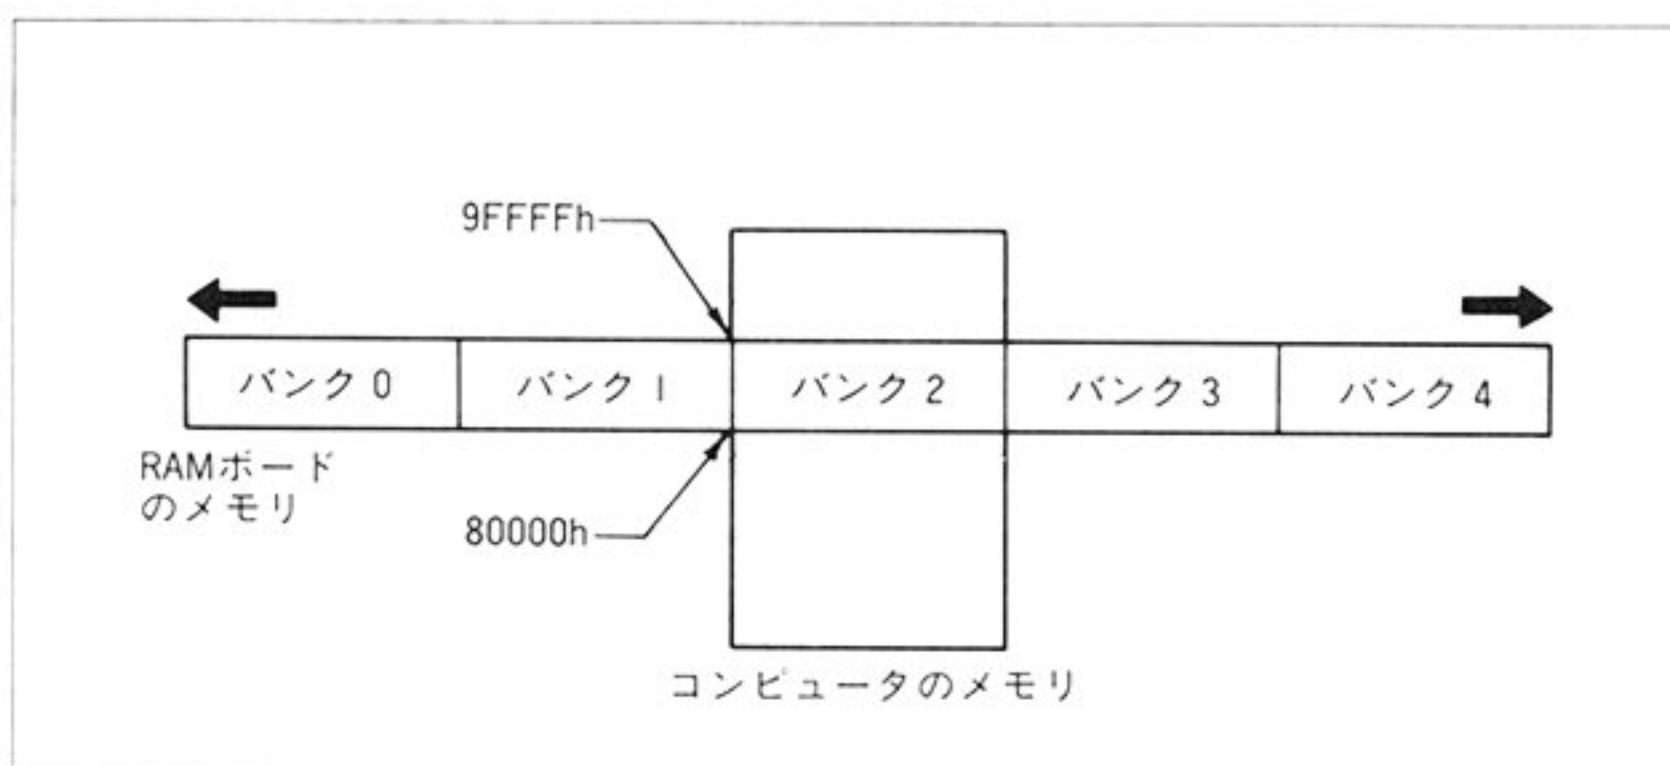 9FFFFh
バンク0
バンク1
バンク2
バンク3
バンク4
RAMボード
のメモリ
80000h
コンピュータのメモリ